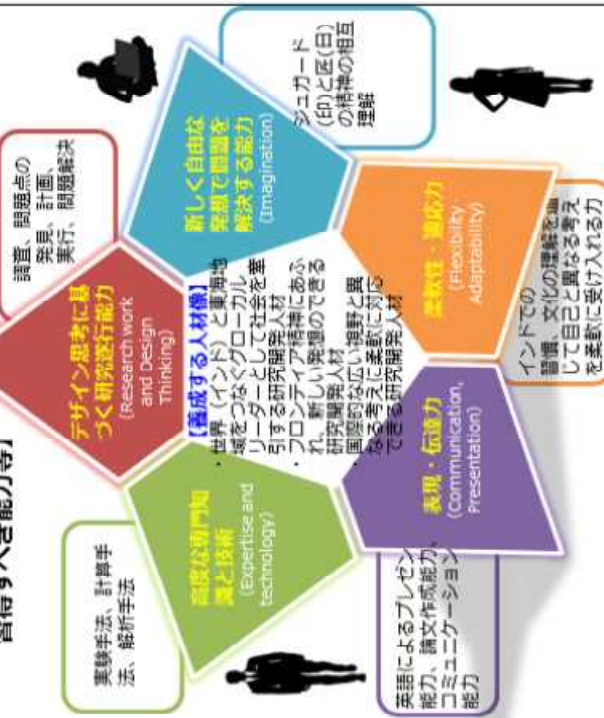 習得すべき能力等】
調査、問題点の
発見、計画、
実行、問題解決
デザイン思考に基
づく研究遂行能力
(Research work
and Design
Thinking)
実験手法、計算手
法、解析手法
高度な専門知
識と技術
(Expertise and
technology)
新しく自由な
発想で問題を
解決する能力
(Imagination)
ジュガード
(印)と匠(日)
の精神の相互
理解
【養成する人材像】
・世界（インド）と東海地
域をつなぐグローカル
リーダーとして社会を牽
引する研究開発人材
・フロンティア精神にあふ
れ、新しい発想のできる
研究開発人材
・国際的な広い視野と異
なる考えに柔軟に対応
できる研究開発人材
表現・伝達力
(Communication,
Presentation)
英語によるプレゼン
能力、論文作成能力、
コミュニケーション
能力
柔軟性・適応力
(Flexibility・
Adaptability)
インドでの
習慣、文化の理解を通
じて自己と異なる考え
を柔軟に受け入れる力